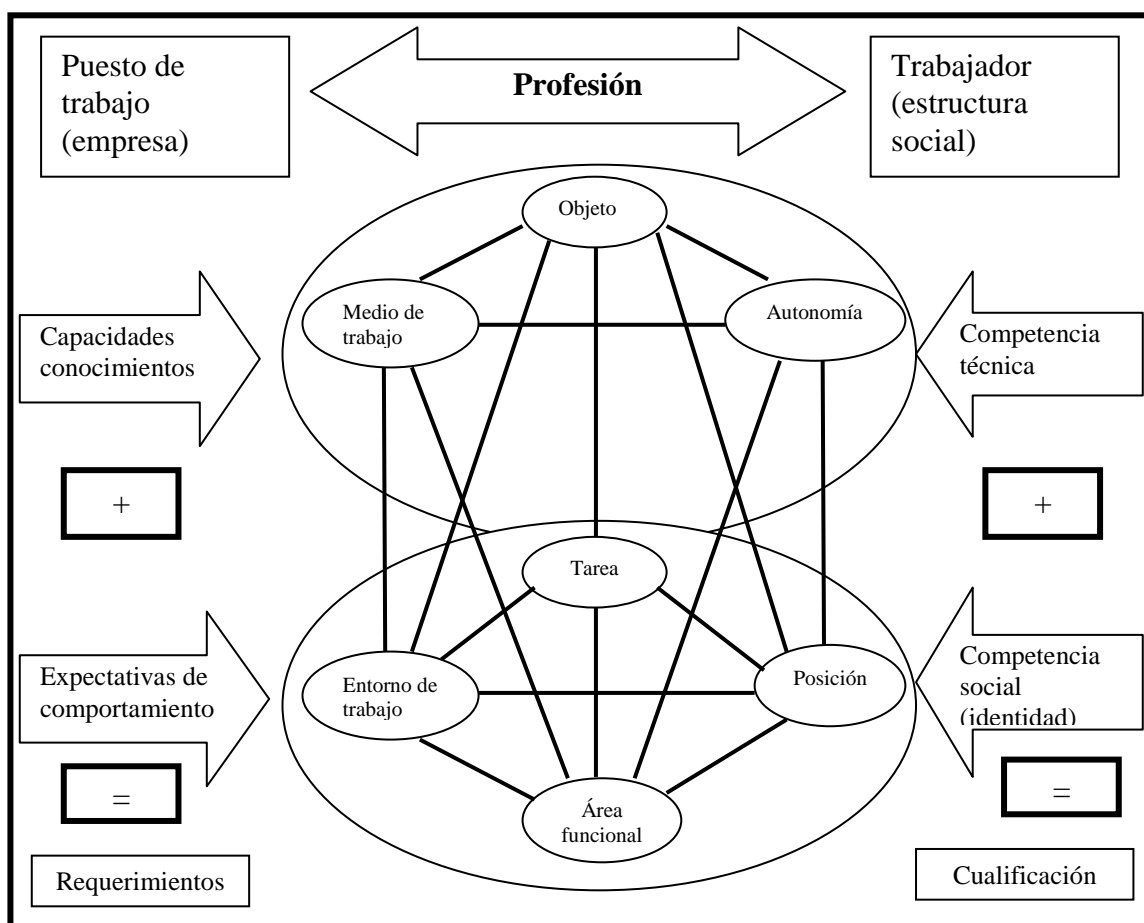 Puesto de
trabajo
(empresa)
Profesión
Trabajador
(estructura
social)
Objeto
Medio de
trabajo
Autonomía
Capacidades
conocimientos
Competencia
técnica
+
+
Tarea
Expectativas de
comportamiento
Entorno de
trabajo
Posición
Competencia
social
(identidad)
=
=
Área
funcional
Requerimientos
Cualificación